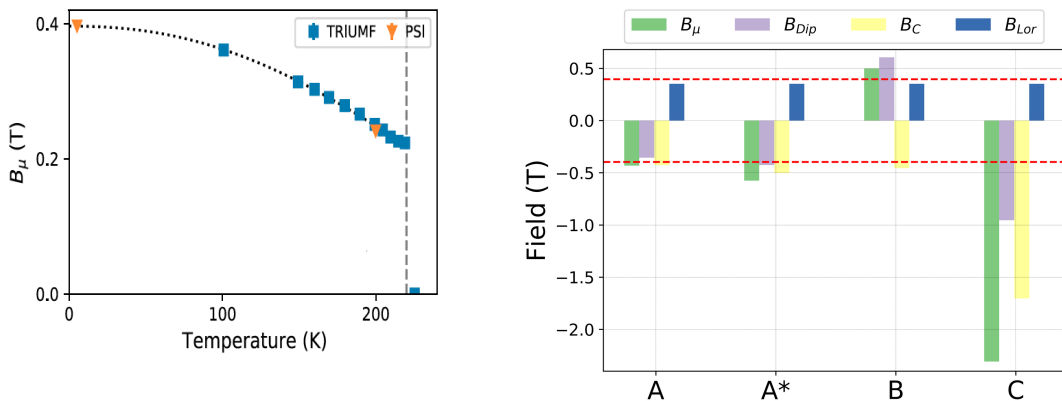 TRIUMF PSI
0.4
0.2
0.0
B_μ (T)
0 100 200
Temperature (K)
B_μ B_Dip B_C B_Lor
0.5
0.0
−0.5
−1.0
−1.5
−2.0
Field (T)
A A* B C